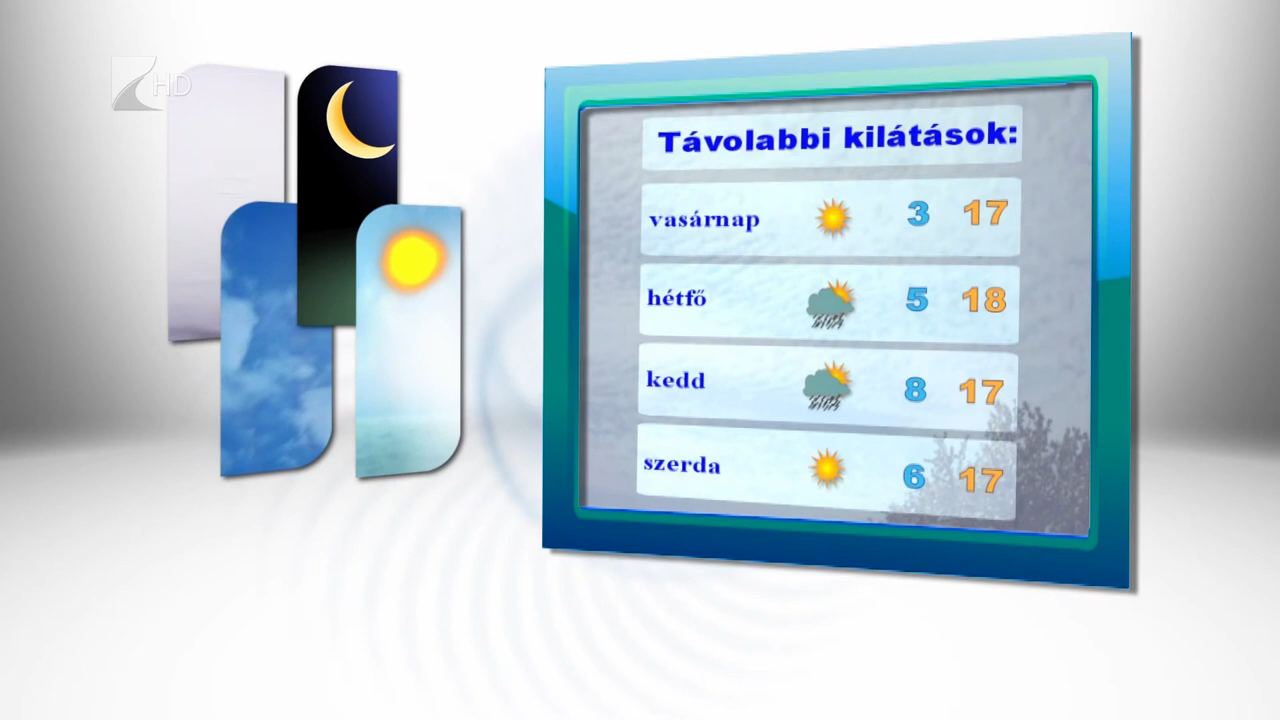 HD
Távolabbi kilátások:
vasárnap 3 17
hétfő 5 18
kedd 8 17
szerda 6 17